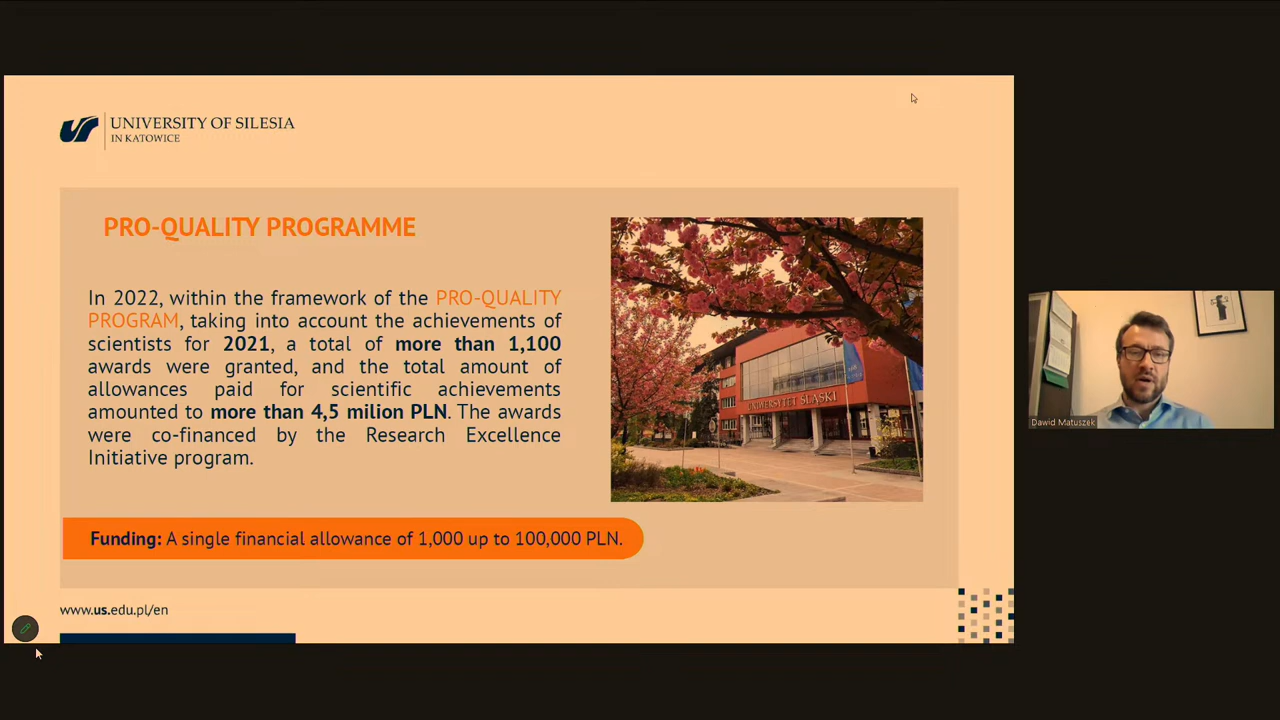 UNIVERSITY OF SILESIA
IN KATOWICE
PRO-QUALITY PROGRAMME
In 2022, within the framework of the PRO-QUALITY
PROGRAM, taking into account the achievements of
scientists for 2021, a total of more than 1,100
awards were granted, and the total amount of
allowances paid for scientific achievements
amounted to more than 4,5 milion PLN. The awards
were co-financed by the Research Excellence
Initiative program.
UNIWERSYTET ŚLĄSKI
Funding: A single financial allowance of 1,000 up to 100,000 PLN.
www.us.edu.pl/en
Dawid Matuszek